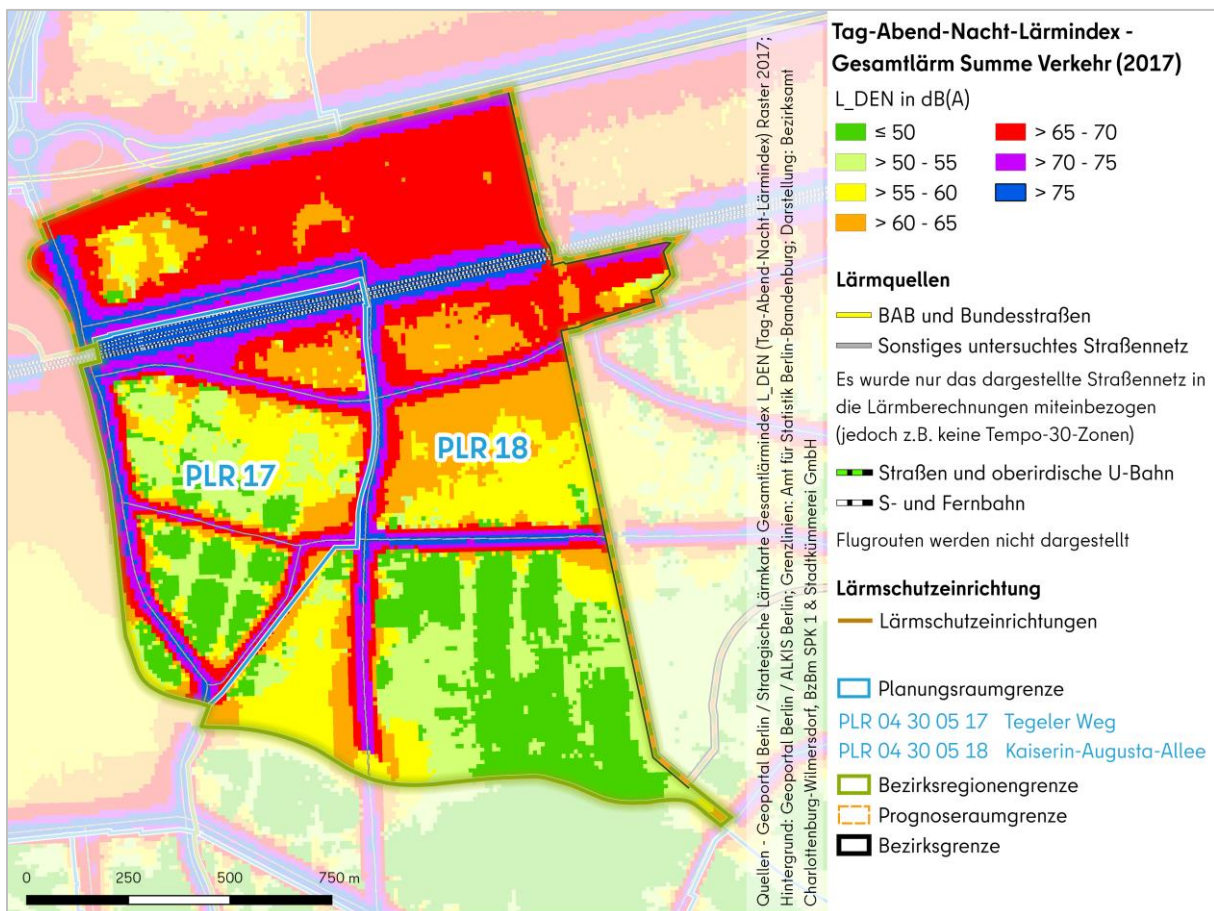 Tag-Abend-Nacht-Lärmindex -
Gesamtlärm Summe Verkehr (2017)
L_DEN in dB(A)
≤ 50
> 50 - 55
> 55 - 60
> 60 - 65
> 65 - 70
> 70 - 75
> 75
Lärmquellen
BAB und Bundesstraßen
Sonstiges untersuchtes Straßennetz
Es wurde nur das dargestellte Straßennetz in
die Lärmberechnungen miteinbezogen
(jedoch z.B. keine Tempo-30-Zonen)
Straßen und oberirdische U-Bahn
S- und Fernbahn
Flugrouten werden nicht dargestellt
Lärmschutzeinrichtung
Lärmschutzeinrichtungen
Planungsraumgrenze
PLR 04 30 05 17 Tegeler Weg
PLR 04 30 05 18 Kaiserin-Augusta-Allee
Bezirksregionengrenze
Prognoseraumgrenze
Bezirksgrenze
PLR 17
PLR 18
0 250 500 750 m
Quellen - Geoportal Berlin / Strategische Lärmkarte Gesamtlärmindex L_DEN (Tag-Abend-Nacht-Lärmindex) Raster 2017;
Hintergrund: Geoportal Berlin / ALKIS Berlin; Grenzlinien: Amt für Statistik Berlin-Brandenburg; Darstellung: Bezirksamt
Charlottenburg-Wilmersdorf, BzBm SPK 1 & Stadtkümmerei GmbH